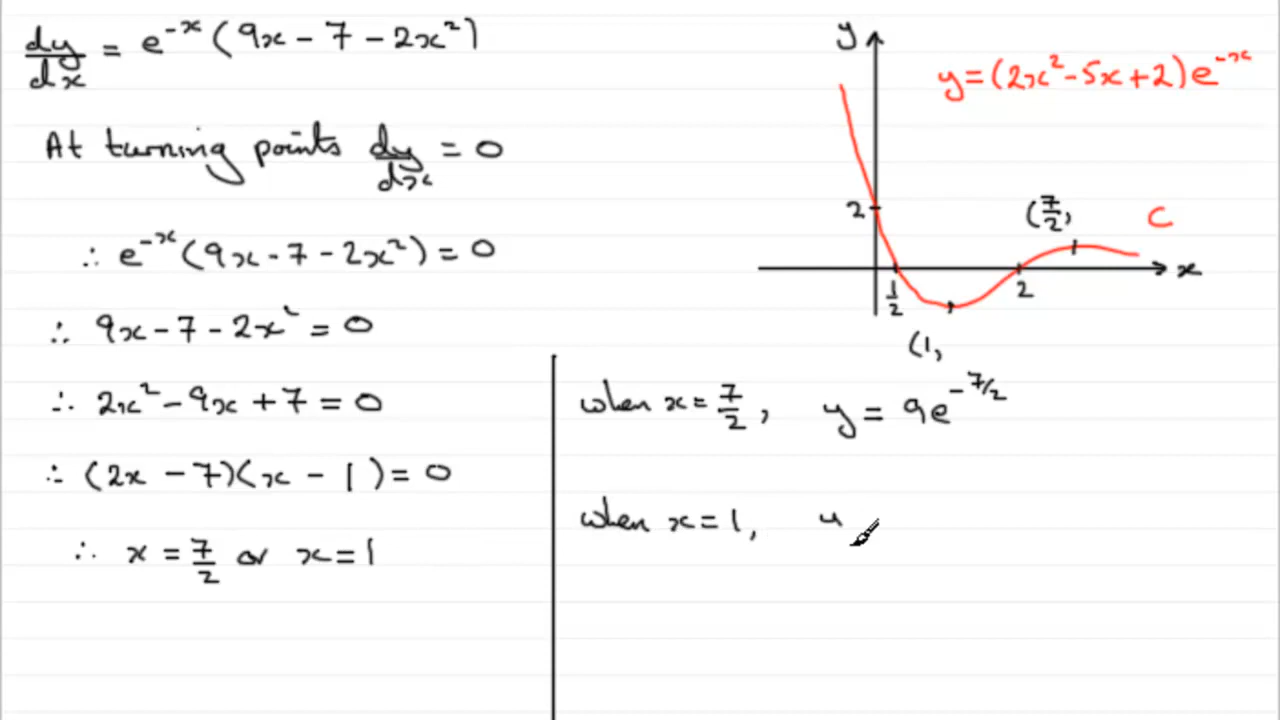 dy/dx = e^-x (9x - 7 - 2x²)
At turning points dy/dx = 0
∴ e^-x (9x - 7 - 2x²) = 0
∴ 9x - 7 - 2x² = 0
∴ 2x² - 9x + 7 = 0
∴ (2x - 7)(x - 1) = 0
∴ x = 7/2 or x = 1
y
y = (2x² - 5x + 2) e^-x
2
(7/2,
C
x
1/2
2
(1,
when x = 7/2, y = 9e^-7/2
when x = 1,